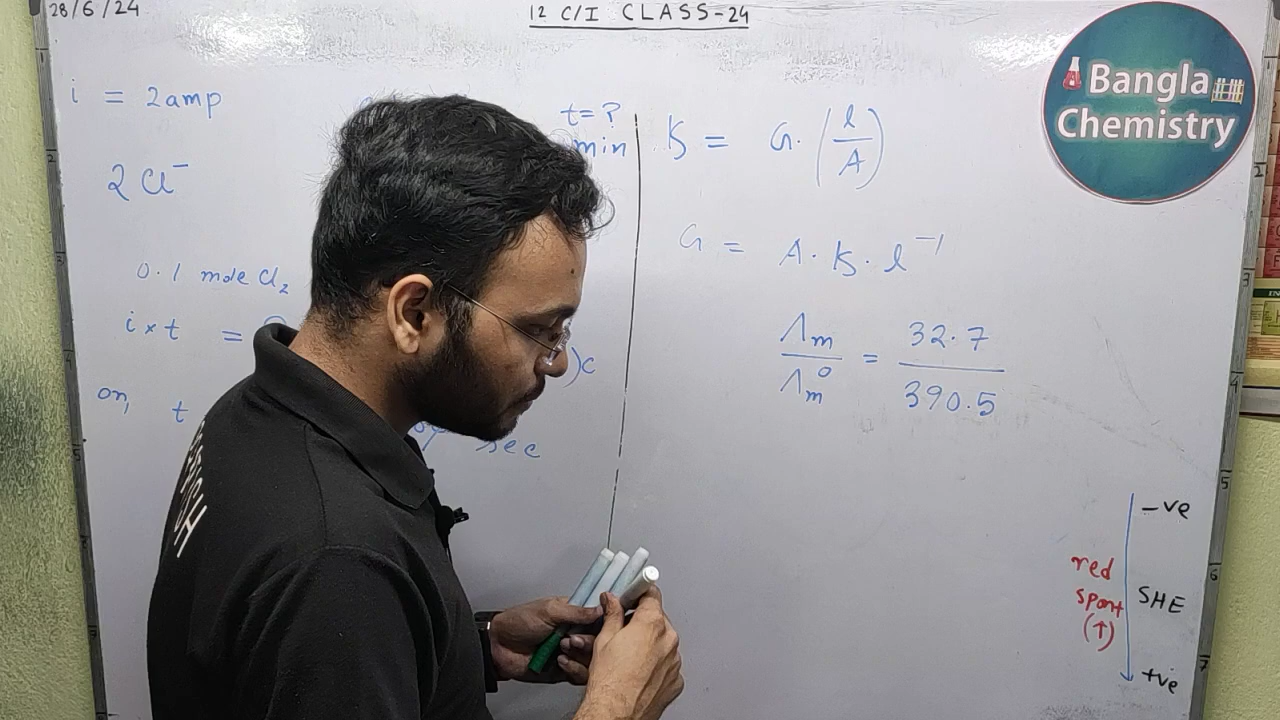 28/6/24
12 C/I CLASS-24
Bangla
Chemistry
i = 2amp
t=?
min
2Cl⁻
0.1 mole Cl₂
i×t =
)c
on, t
sec
K = G. (l/A)
G = A. K. l⁻¹
Λm/Λm° = 32.7/390.5
-ve
red
spont
(↑)
SHE
+ve